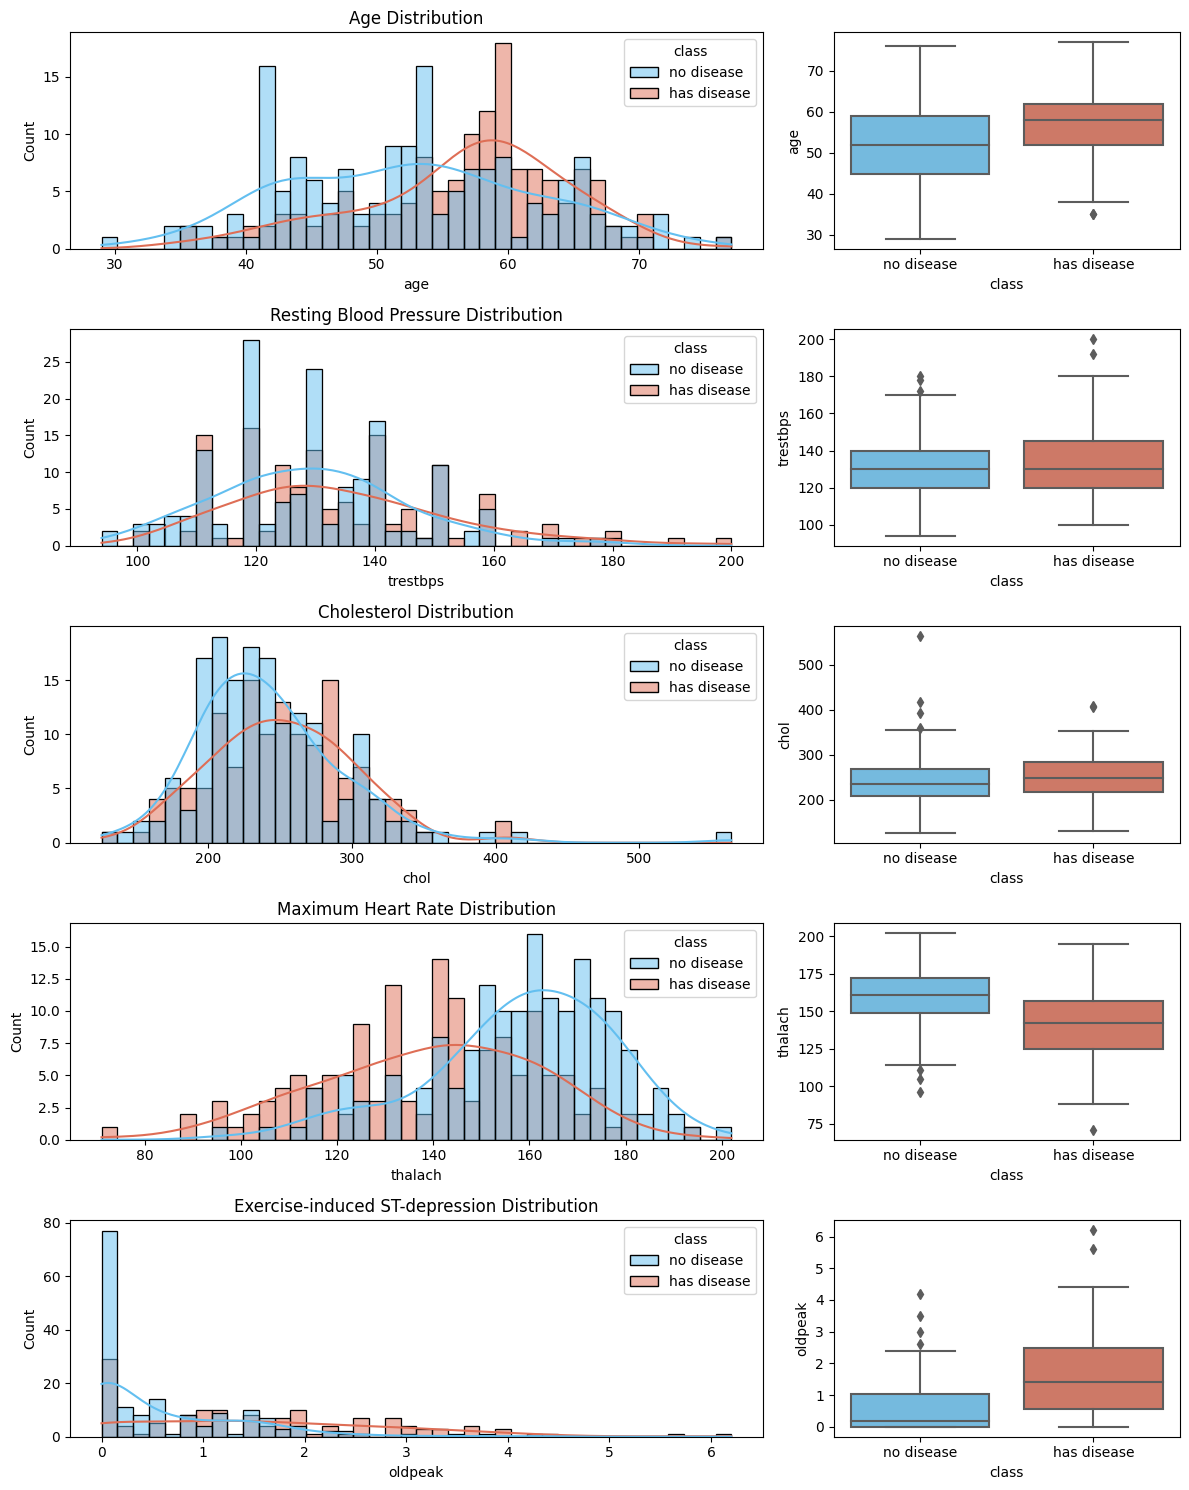 Age Distribution
class
no disease
has disease
Count
15
10
5
0
30 40 50 60 70
age
age
70
60
50
40
30
no disease has disease
class
Resting Blood Pressure Distribution
class
no disease
has disease
Count
25
20
15
10
5
0
100 120 140 160 180 200
trestbps
trestbps
200
180
160
140
120
100
no disease has disease
class
Cholesterol Distribution
class
no disease
has disease
Count
15
10
5
0
200 300 400 500
chol
chol
500
400
300
200
no disease has disease
class
Maximum Heart Rate Distribution
class
no disease
has disease
Count
15.0
12.5
10.0
7.5
5.0
2.5
0.0
80 100 120 140 160 180 200
thalach
thalach
200
175
150
125
100
75
no disease has disease
class
Exercise-induced ST-depression Distribution
class
no disease
has disease
Count
80
60
40
20
0
0 1 2 3 4 5 6
oldpeak
oldpeak
6
5
4
3
2
1
0
no disease has disease
class